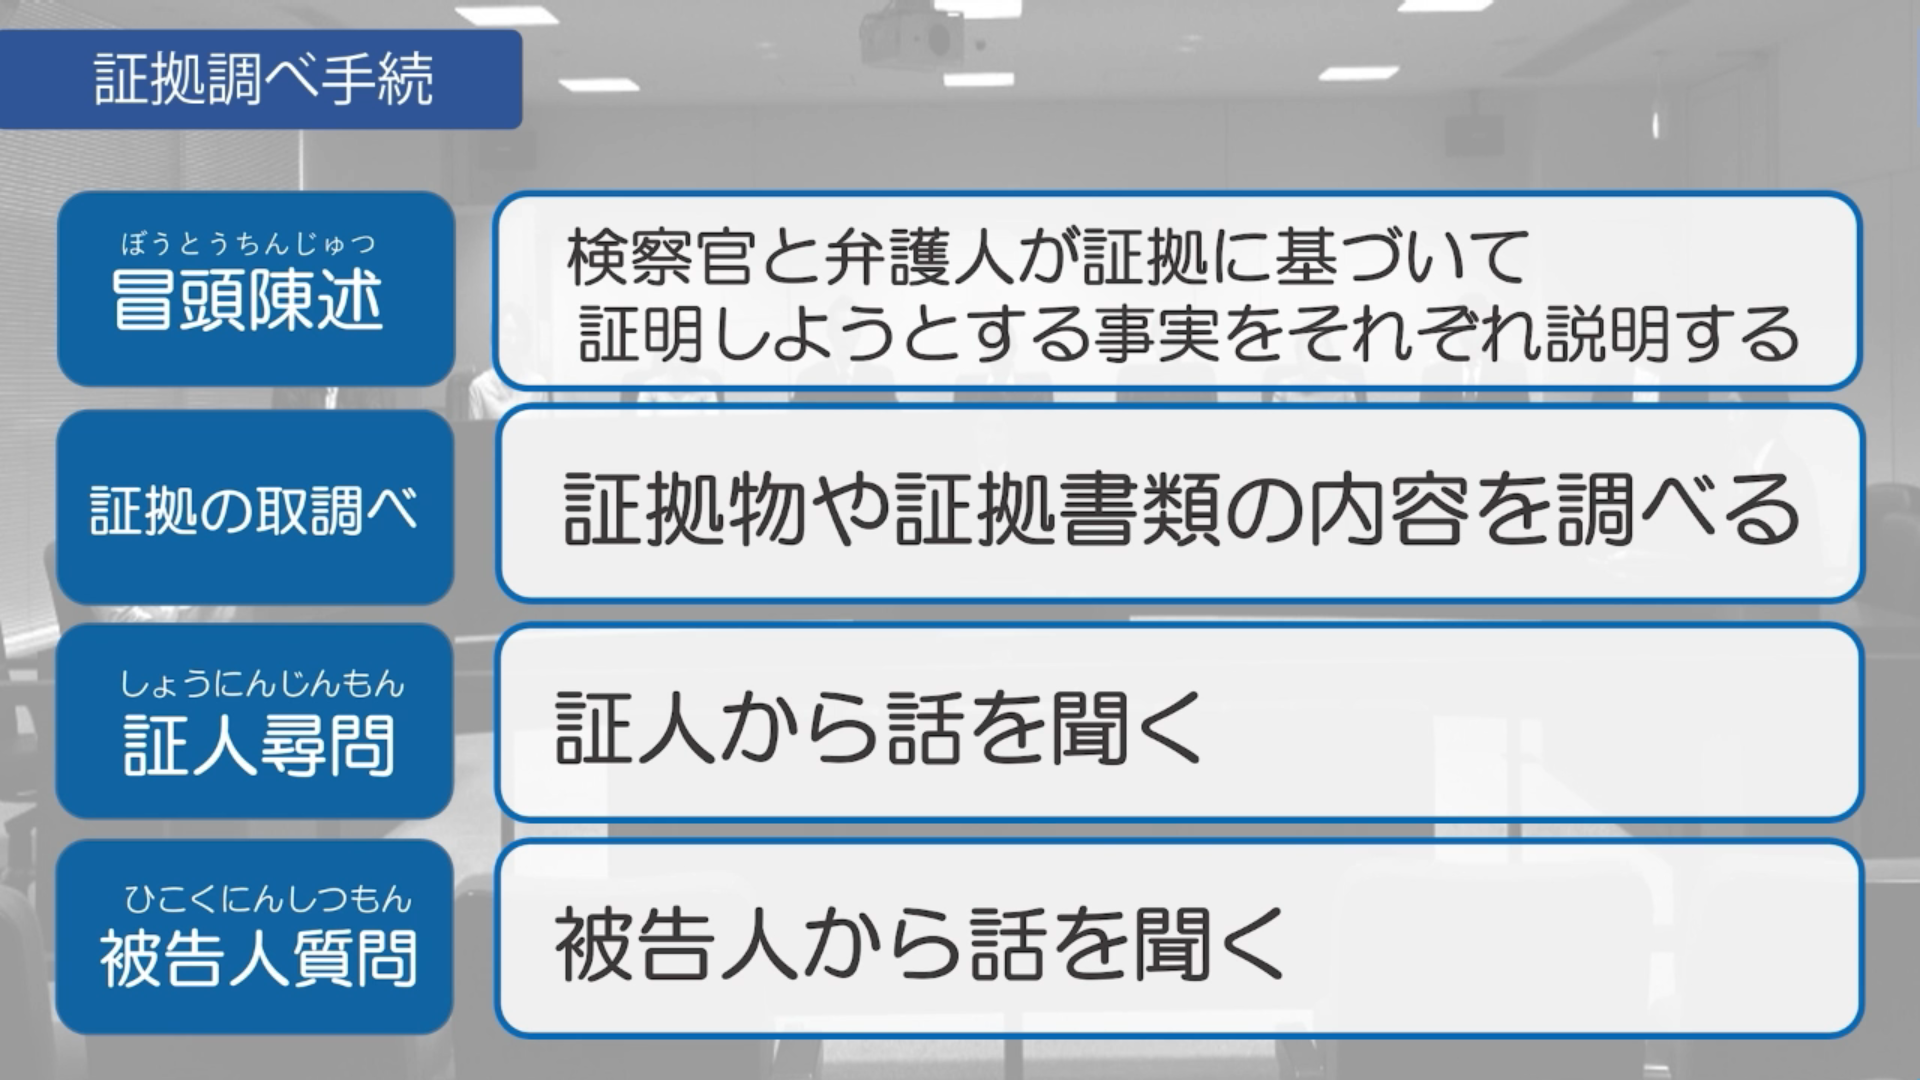 証拠調べ手続
ぼうとうちんじゅつ
冒頭陳述
検察官と弁護人が証拠に基づいて
証明しようとする事実をそれぞれ説明する
証拠の取調べ
証拠物や証拠書類の内容を調べる
しょうにんじんもん
証人尋問
証人から話を聞く
ひこくにんしつもん
被告人質問
被告人から話を聞く